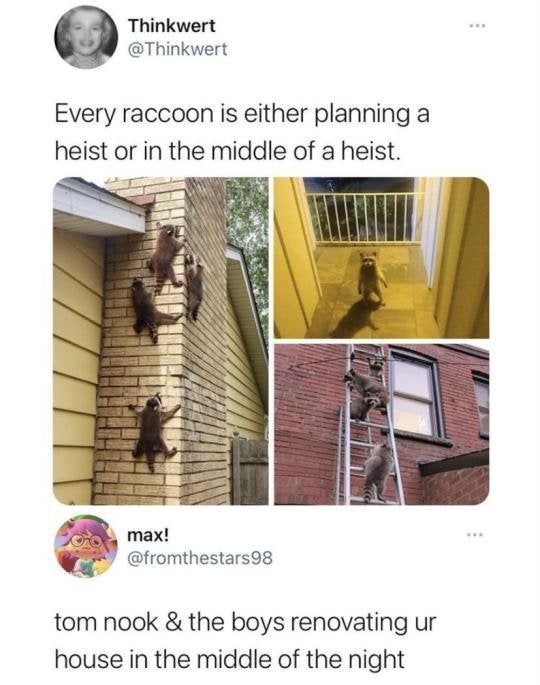 Thinkwert
@Thinkwert
Every raccoon is either planning a
heist or in the middle of a heist.
max!
@fromthestars98
tom nook & the boys renovating ur
house in the middle of the night